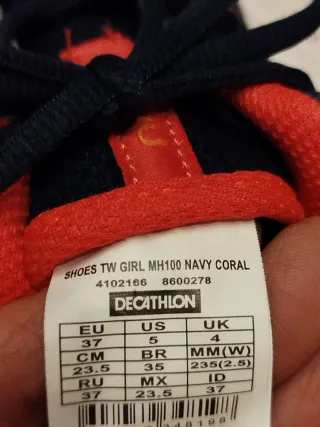 SHOES TW GIRL MH100 NAVY CORAL
4102166 8600278
DECATHLON
EU US UK
37 5 4
CM BR MM(W)
23.5 35 235(2.5)
RU MX ID
37 23.5 37